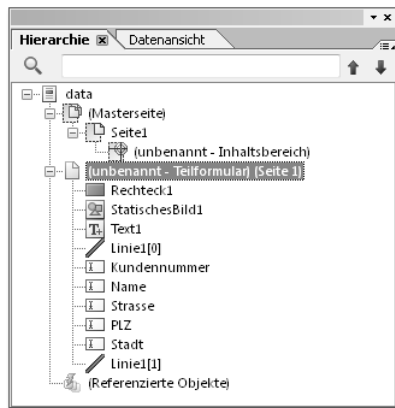 Hierarchie Datenansicht
data
(Masterseite)
Seite1
(unbenannt - Inhaltsbereich)
(unbenannt - Teilformular) (Seite 1)
Rechteck1
StatischesBild1
Text1
Linie1[0]
Kundennummer
Name
Strasse
PLZ
Stadt
Linie1[1]
(Referenzierte Objekte)